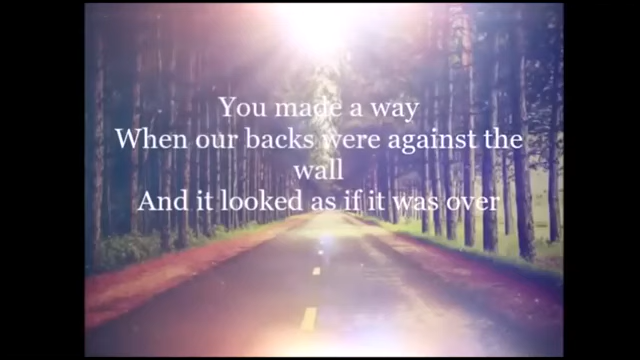 You made a way
When our backs were against the
wall
And it looked as if it was over